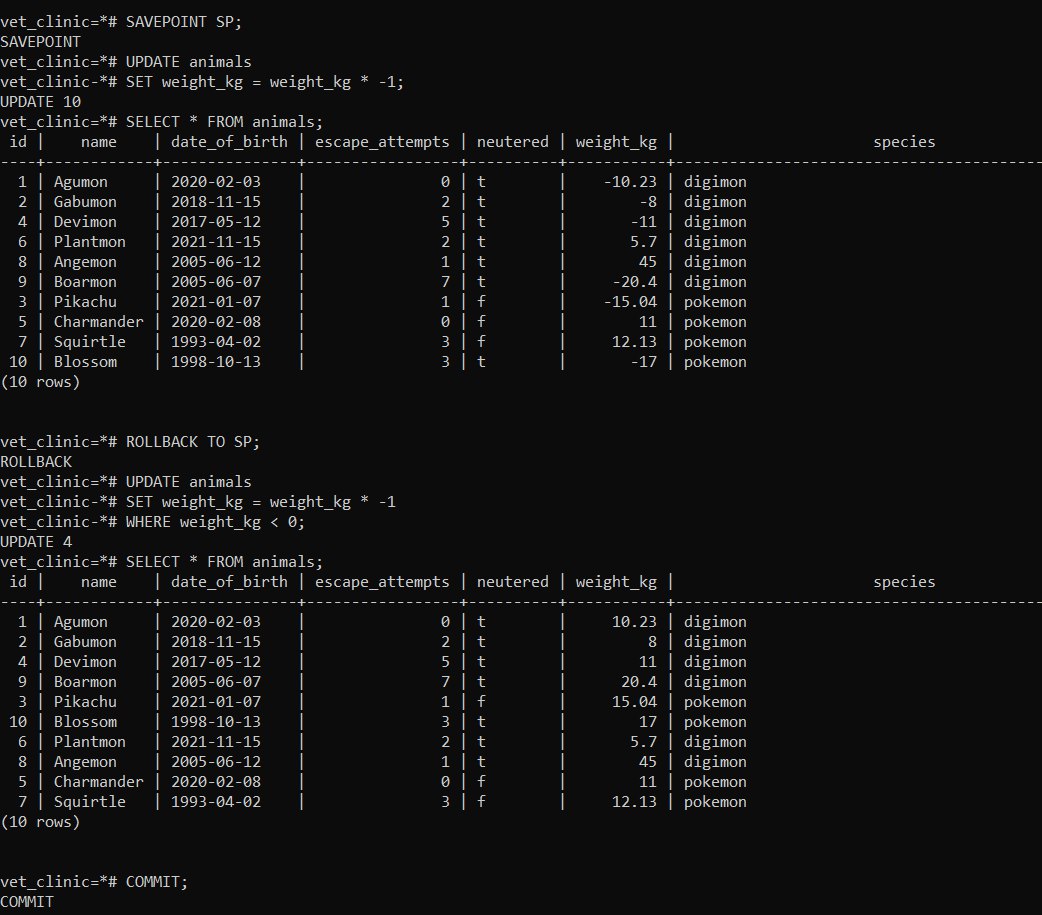 vet_clinic=*# SAVEPOINT SP;
SAVEPOINT
vet_clinic=*# UPDATE animals
vet_clinic-*# SET weight_kg = weight_kg * -1;
UPDATE 10
vet_clinic=*# SELECT * FROM animals;
 id |    name    | date_of_birth | escape_attempts | neutered | weight_kg |                      species
----+------------+---------------+-----------------+----------+-----------+-----------------------------------------
  1 | Agumon     | 2020-02-03    |               0 | t        |    -10.23 | digimon
  2 | Gabumon    | 2018-11-15    |               2 | t        |        -8 | digimon
  4 | Devimon    | 2017-05-12    |               5 | t        |       -11 | digimon
  6 | Plantmon   | 2021-11-15    |               2 | t        |       5.7 | digimon
  8 | Angemon    | 2005-06-12    |               1 | t        |        45 | digimon
  9 | Boarmon    | 2005-06-07    |               7 | t        |     -20.4 | digimon
  3 | Pikachu    | 2021-01-07    |               1 | f        |    -15.04 | pokemon
  5 | Charmander | 2020-02-08    |               0 | f        |        11 | pokemon
  7 | Squirtle   | 1993-04-02    |               3 | f        |     12.13 | pokemon
 10 | Blossom    | 1998-10-13    |               3 | t        |       -17 | pokemon
(10 rows)
vet_clinic=*# ROLLBACK TO SP;
ROLLBACK
vet_clinic=*# UPDATE animals
vet_clinic-*# SET weight_kg = weight_kg * -1
vet_clinic-*# WHERE weight_kg < 0;
UPDATE 4
vet_clinic=*# SELECT * FROM animals;
 id |    name    | date_of_birth | escape_attempts | neutered | weight_kg |                      species
----+------------+---------------+-----------------+----------+-----------+-----------------------------------------
  1 | Agumon     | 2020-02-03    |               0 | t        |     10.23 | digimon
  2 | Gabumon    | 2018-11-15    |               2 | t        |         8 | digimon
  4 | Devimon    | 2017-05-12    |               5 | t        |        11 | digimon
  9 | Boarmon    | 2005-06-07    |               7 | t        |      20.4 | digimon
  3 | Pikachu    | 2021-01-07    |               1 | f        |     15.04 | pokemon
 10 | Blossom    | 1998-10-13    |               3 | t        |        17 | pokemon
  6 | Plantmon   | 2021-11-15    |               2 | t        |       5.7 | digimon
  8 | Angemon    | 2005-06-12    |               1 | t        |        45 | digimon
  5 | Charmander | 2020-02-08    |               0 | f        |        11 | pokemon
  7 | Squirtle   | 1993-04-02    |               3 | f        |     12.13 | pokemon
(10 rows)
vet_clinic=*# COMMIT;
COMMIT